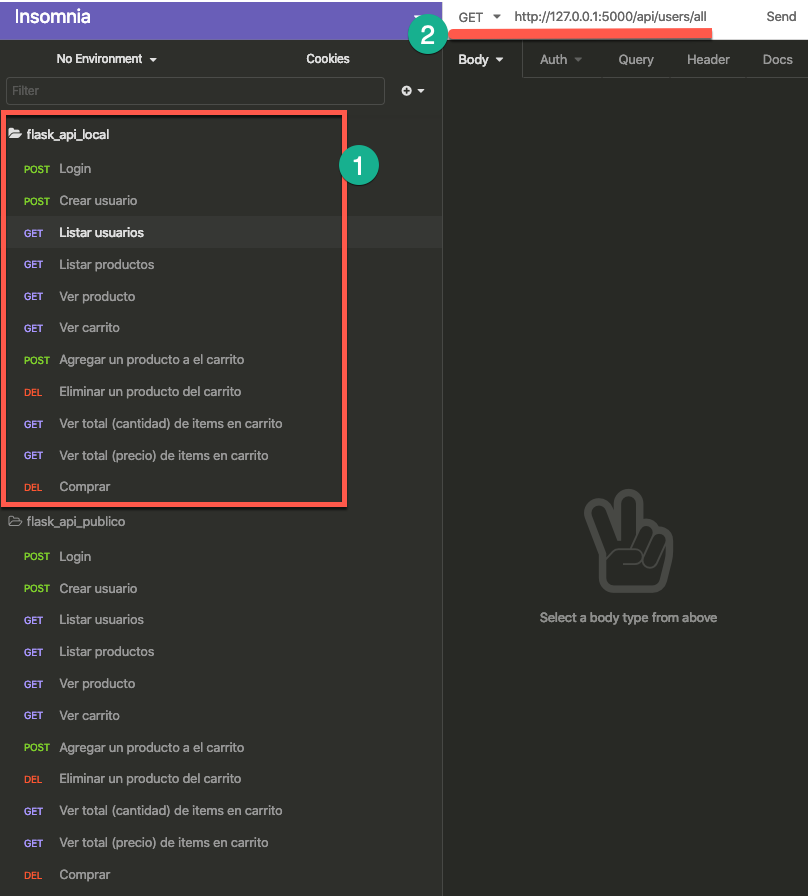 Insomnia
2
GET http://127.0.0.1:5000/api/users/all Send
No Environment Cookies
Body Auth Query Header Docs
Filter
flask_api_local
1
POST Login
POST Crear usuario
GET Listar usuarios
GET Listar productos
GET Ver producto
GET Ver carrito
POST Agregar un producto a el carrito
DEL Eliminar un producto del carrito
GET Ver total (cantidad) de items en carrito
GET Ver total (precio) de items en carrito
DEL Comprar
flask_api_publico
POST Login
POST Crear usuario
GET Listar usuarios
GET Listar productos
GET Ver producto
GET Ver carrito
POST Agregar un producto a el carrito
DEL Eliminar un producto del carrito
GET Ver total (cantidad) de items en carrito
GET Ver total (precio) de items en carrito
DEL Comprar
Select a body type from above